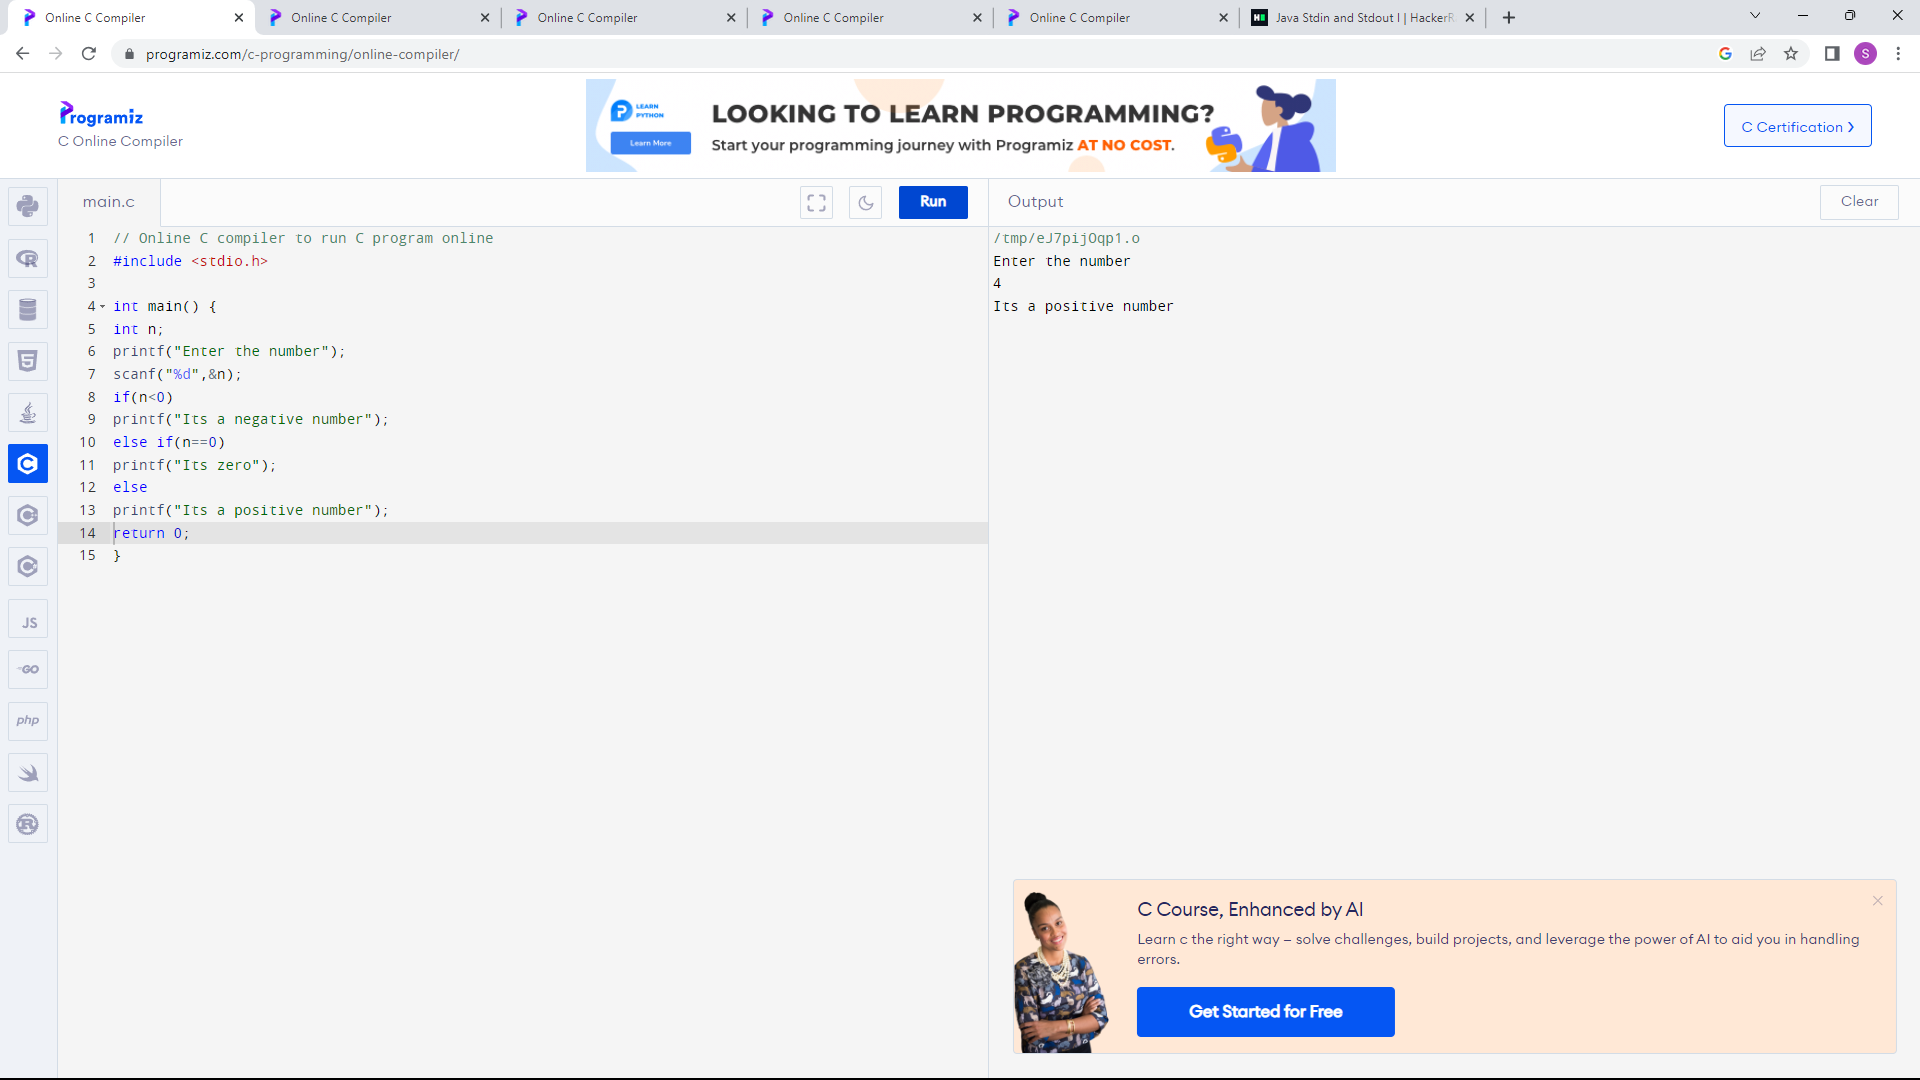 Online C Compiler
Online C Compiler
Online C Compiler
Online C Compiler
Online C Compiler
Java Stdin and Stdout I | HackerR
programiz.com/c-programming/online-compiler/
S
Programiz
C Online Compiler
LEARN
PYTHON
Learn More
LOOKING TO LEARN PROGRAMMING?
Start your programming journey with Programiz AT NO COST.
C Certification >
main.c
Run
Output
Clear
1 // Online C compiler to run C program online
2 #include <stdio.h>
3
4 int main() {
5 int n;
6 printf("Enter the number");
7 scanf("%d",&n);
8 if(n<0)
9 printf("Its a negative number");
10 else if(n==0)
11 printf("Its zero");
12 else
13 printf("Its a positive number");
14 return 0;
15 }
/tmp/eJ7pijOqp1.o
Enter the number
4
Its a positive number
JS
GO
php
C Course, Enhanced by AI
Learn c the right way – solve challenges, build projects, and leverage the power of AI to aid you in handling
errors.
Get Started for Free